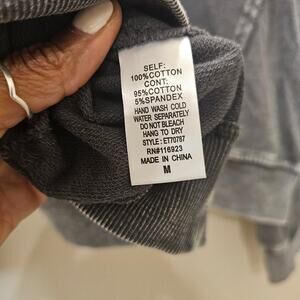 SELF:
100%COTTON
CONT:
95%COTTON
5%SPANDEX
HAND WASH COLD
WATER SEPARATELY
DO NOT BLEACH
HANG TO DRY
STYLE : ET70787
RN#116923
MADE IN CHINA
M